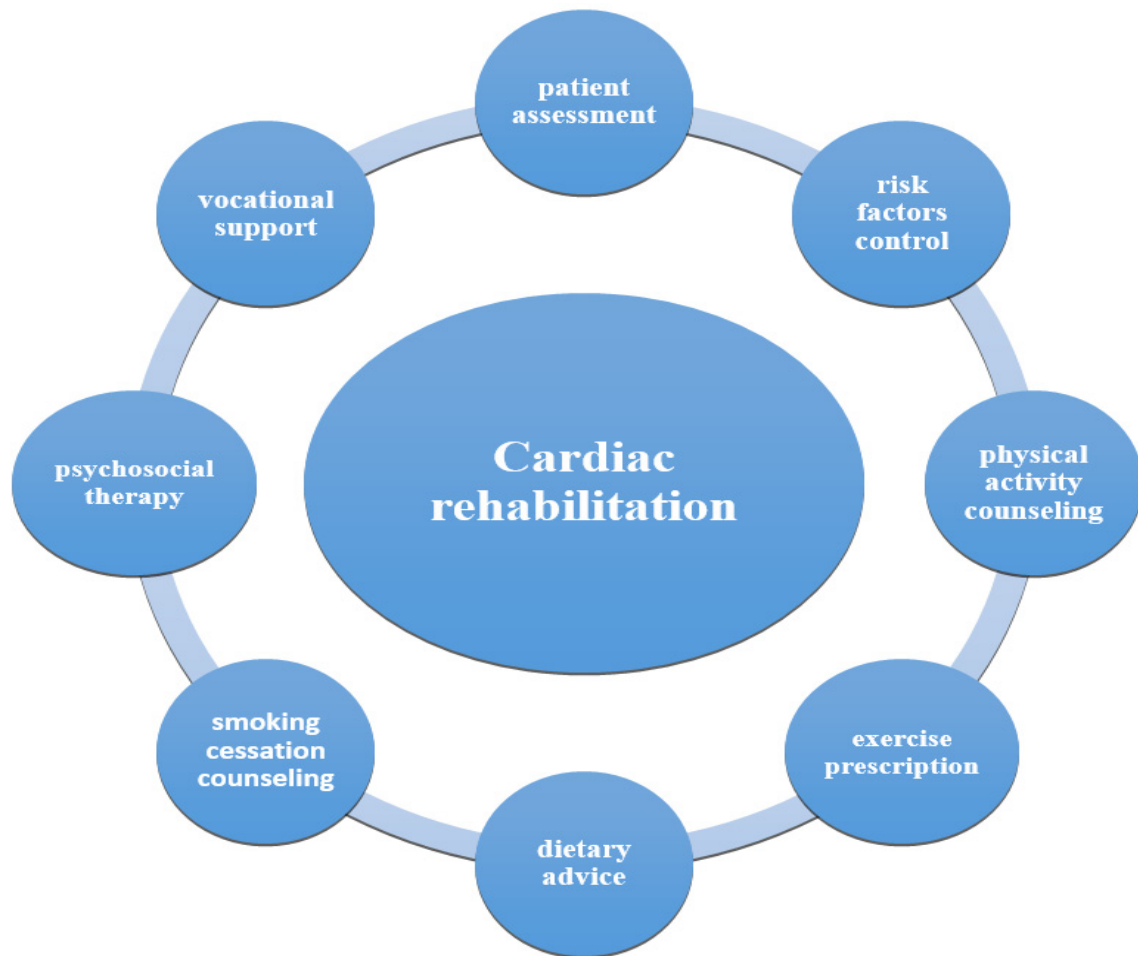 patient
assessment
risk
factors
control
physical
activity
counseling
exercise
prescription
dietary
advice
smoking
cessation
counseling
psychosocial
therapy
vocational
support
Cardiac
rehabilitation